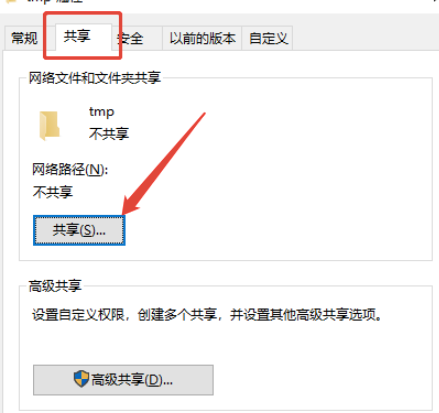 tmp 属性
常规 共享 安全 以前的版本 自定义
网络文件和文件夹共享
tmp
不共享
网络路径(N):
不共享
共享(S)...
高级共享
设置自定义权限，创建多个共享，并设置其他高级共享选项。
高级共享(D)...